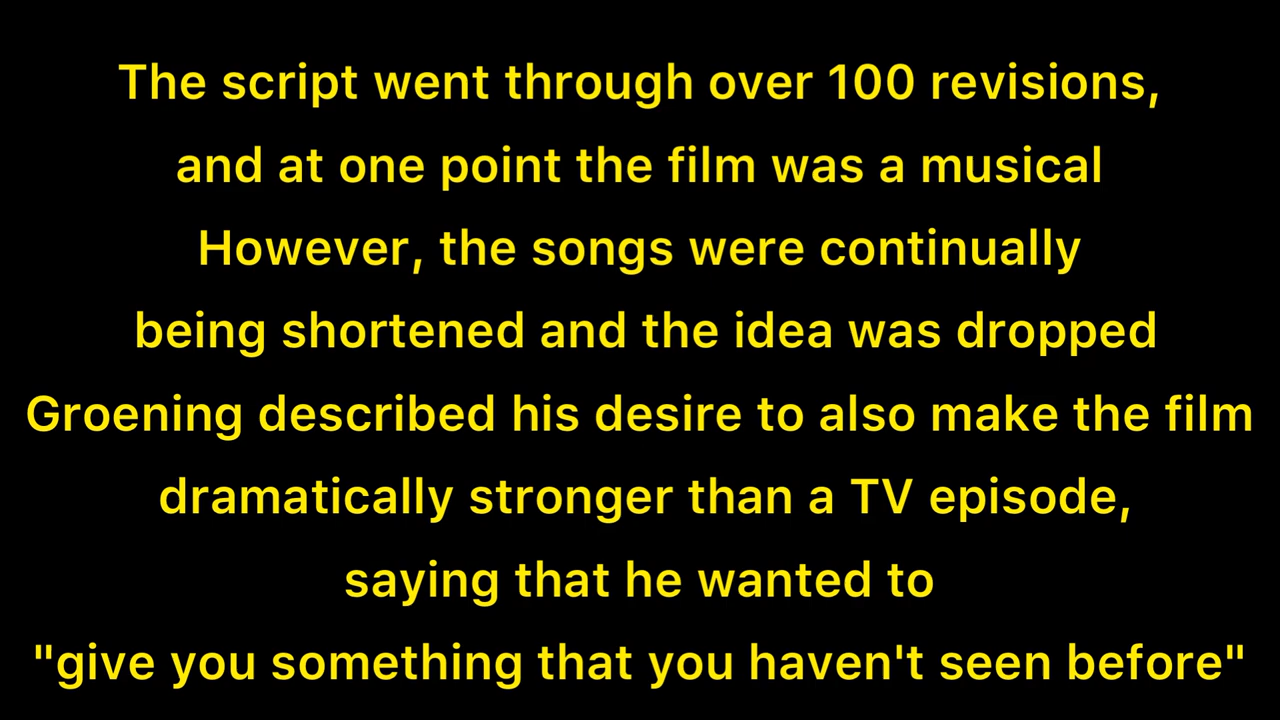 The script went through over 100 revisions,
and at one point the film was a musical
However, the songs were continually
being shortened and the idea was dropped
Groening described his desire to also make the film
dramatically stronger than a TV episode,
saying that he wanted to
"give you something that you haven't seen before"